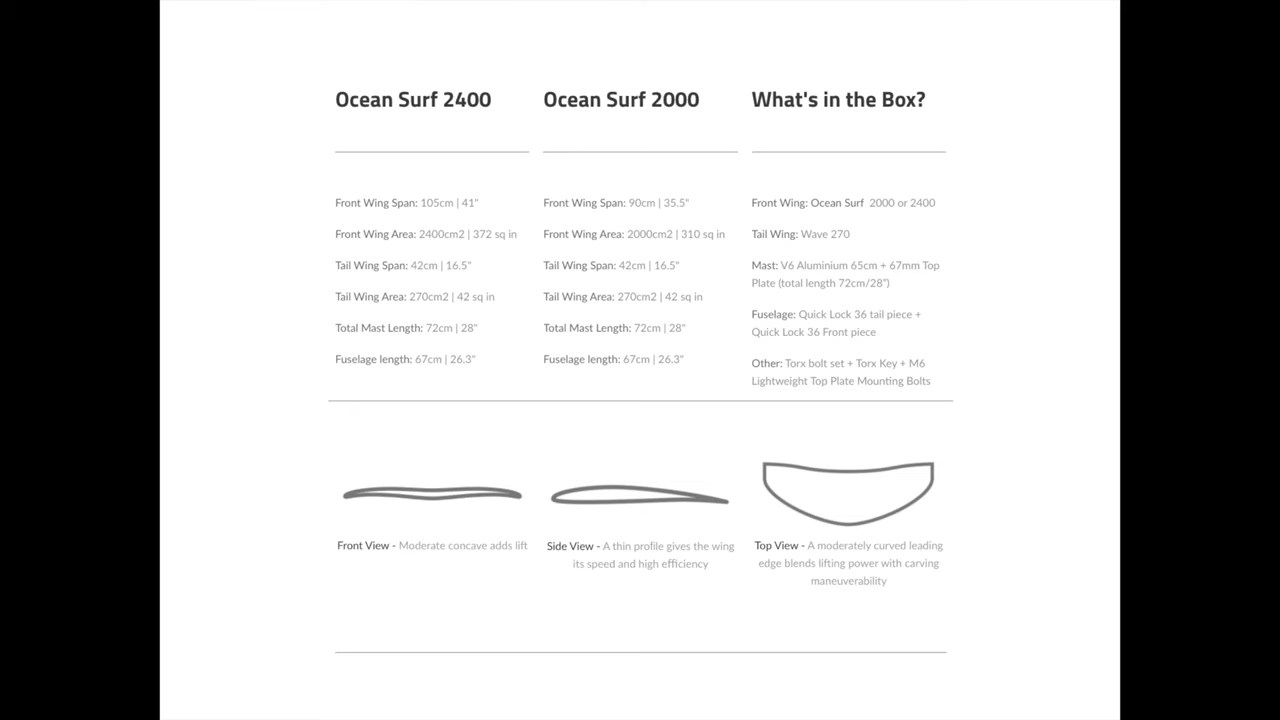 Ocean Surf 2400
Front Wing Span: 105cm | 41"
Front Wing Area: 2400cm2 | 372 sq in
Tail Wing Span: 42cm | 16.5"
Tail Wing Area: 270cm2 | 42 sq in
Total Mast Length: 72cm | 28"
Fuselage length: 67cm | 26.3"
Ocean Surf 2000
Front Wing Span: 90cm | 35.5"
Front Wing Area: 2000cm2 | 310 sq in
Tail Wing Span: 42cm | 16.5"
Tail Wing Area: 270cm2 | 42 sq in
Total Mast Length: 72cm | 28"
Fuselage length: 67cm | 26.3"
What's in the Box?
Front Wing: Ocean Surf 2000 or 2400
Tail Wing: Wave 270
Mast: V6 Aluminium 65cm + 67mm Top
Plate (total length 72cm/28”)
Fuselage: Quick Lock 36 tail piece +
Quick Lock 36 Front piece
Other: Torx bolt set + Torx Key + M6
Lightweight Top Plate Mounting Bolts
Front View - Moderate concave adds lift
Side View - A thin profile gives the wing
its speed and high efficiency
Top View - A moderately curved leading
edge blends lifting power with carving
maneuverability